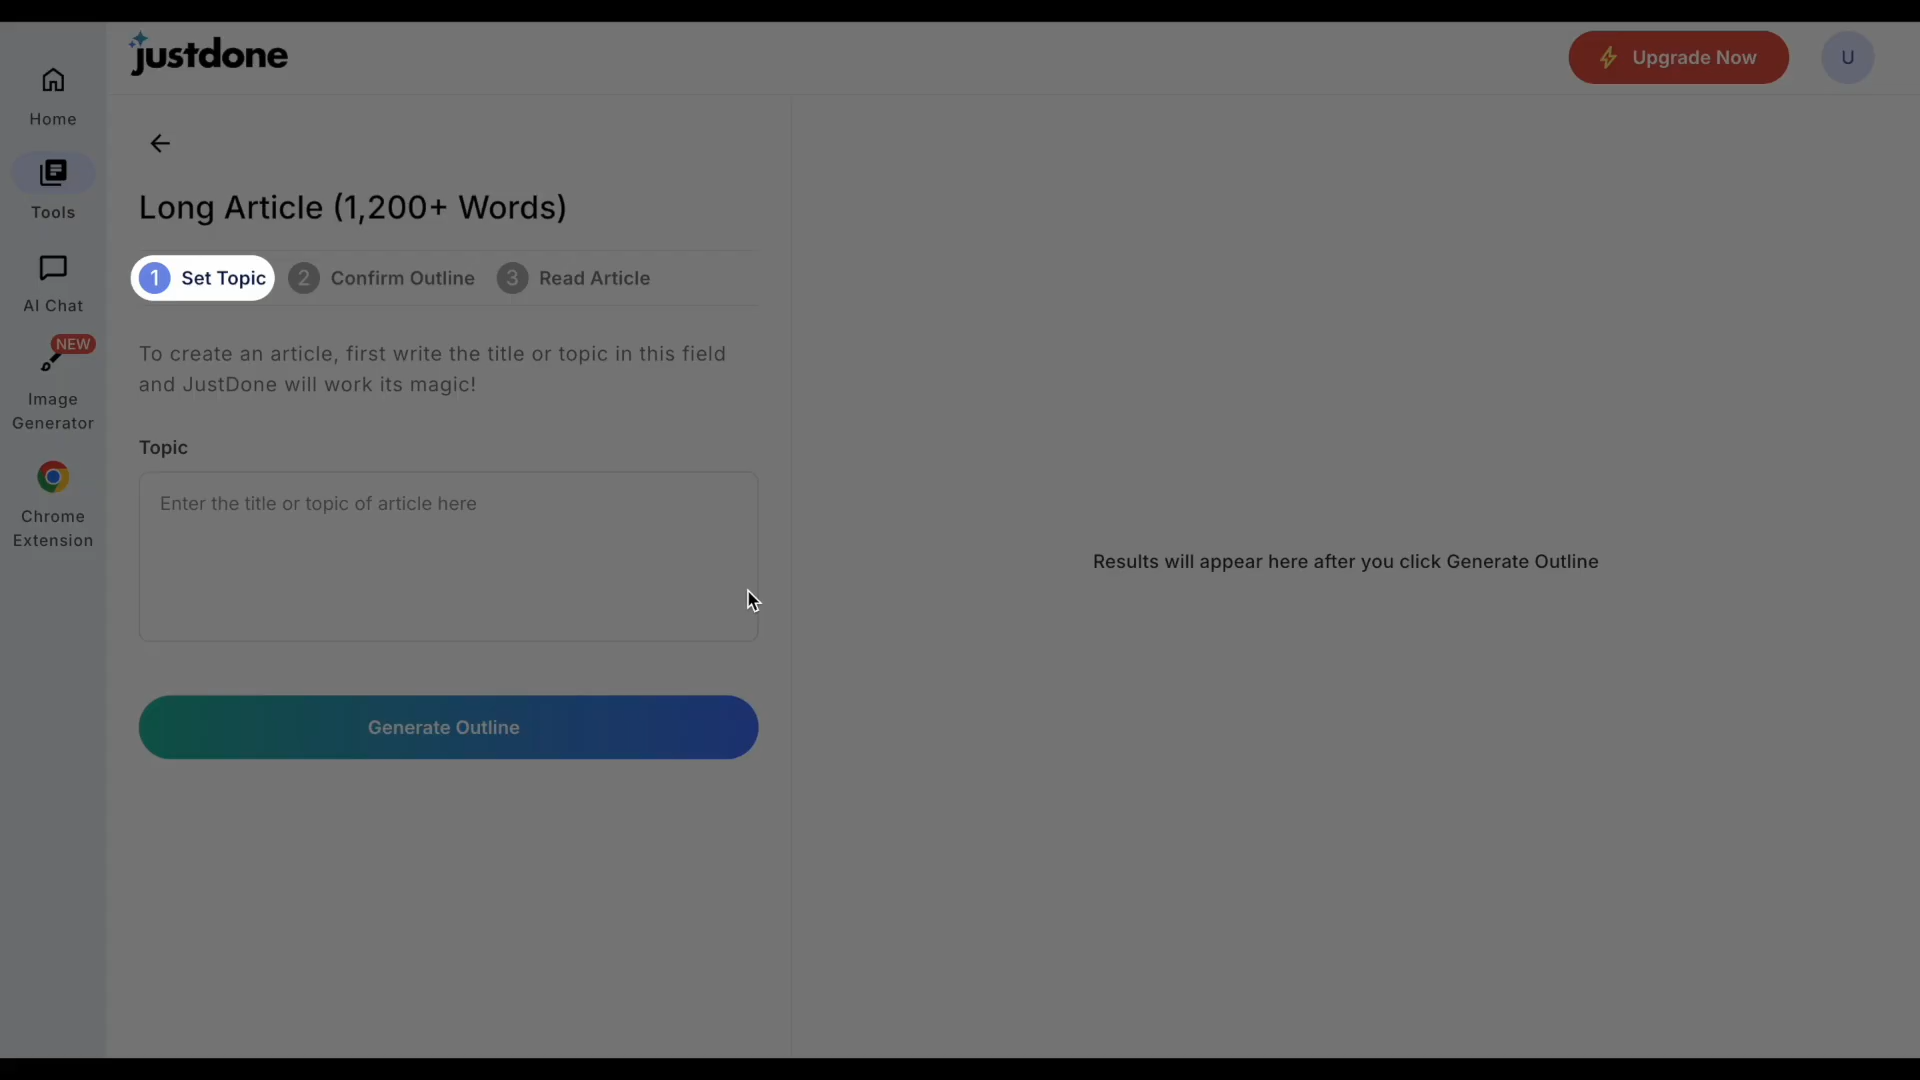 justdone
Upgrade Now
U
Home
Tools
AI Chat
NEW
Image
Generator
Chrome
Extension
Long Article (1,200+ Words)
1 Set Topic 2 Confirm Outline 3 Read Article
To create an article, first write the title or topic in this field
and JustDone will work its magic!
Topic
Enter the title or topic of article here
Generate Outline
Results will appear here after you click Generate Outline